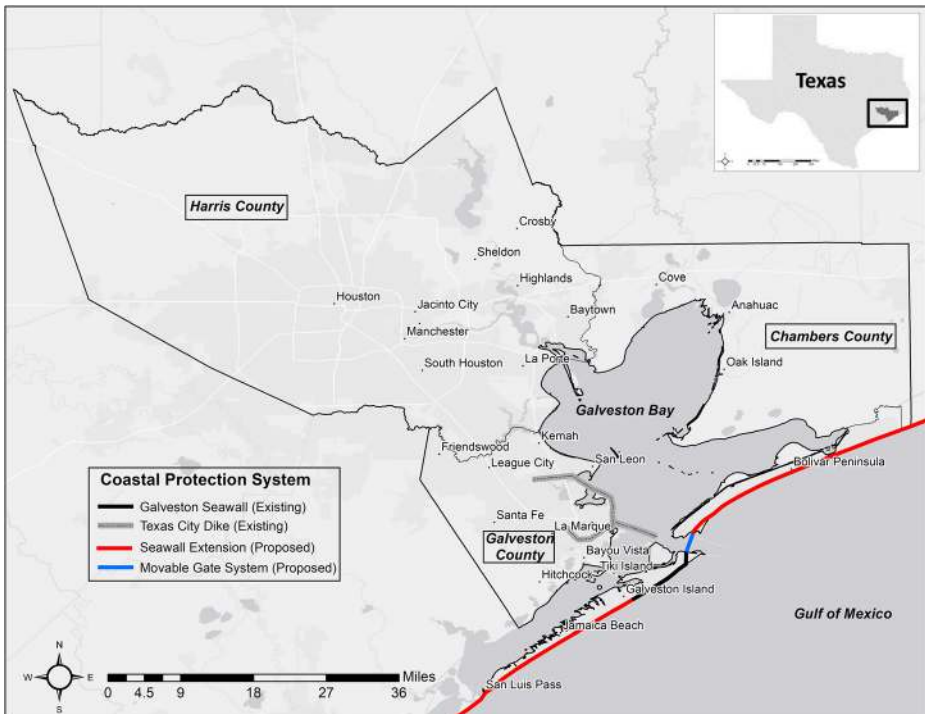 Texas
Harris County
Crosby
Sheldon
Highlands
Cove
Houston
Jacinto City
Baytown
Anahuac
Manchester
Chambers County
South Houston
La Porte
Oak Island
Galveston Bay
Kemah
Friendswood
League City
San Leon
Bolivar Peninsula
Coastal Protection System
Galveston Seawall (Existing)
Texas City Dike (Existing)
Seawall Extension (Proposed)
Movable Gate System (Proposed)
Santa Fe
La Marque
Galveston
County
Bayou Vista
Tiki Island
Hitchcock
Galveston Island
Gulf of Mexico
Jamaica Beach
San Luis Pass
N
W
E
S
Miles
0 4.5 9 18 27 36